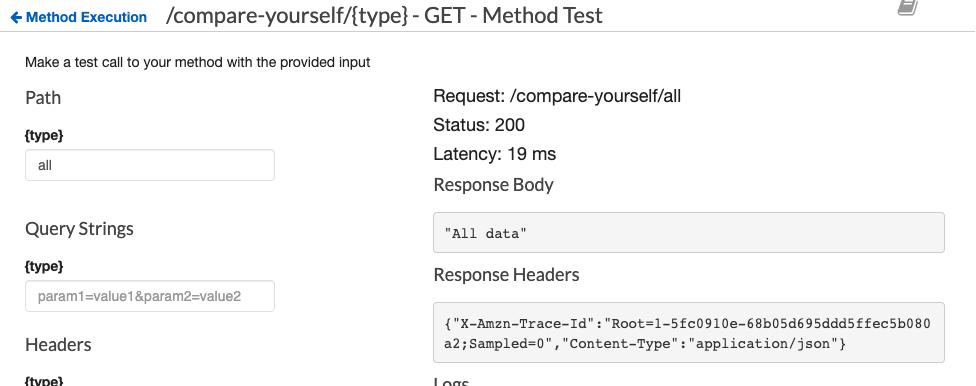 Method Execution /compare-yourself/{type} - GET - Method Test
Make a test call to your method with the provided input
Path
{type}
all
Query Strings
{type}
param1=value1&param2=value2
Headers
{type}
Request: /compare-yourself/all
Status: 200
Latency: 19 ms
Response Body
"All data"
Response Headers
{"X-Amzn-Trace-Id":"Root=1-5fc0910e-68b05d695ddd5ffec5b080
a2;Sampled=0","Content-Type":"application/json"}
Logs